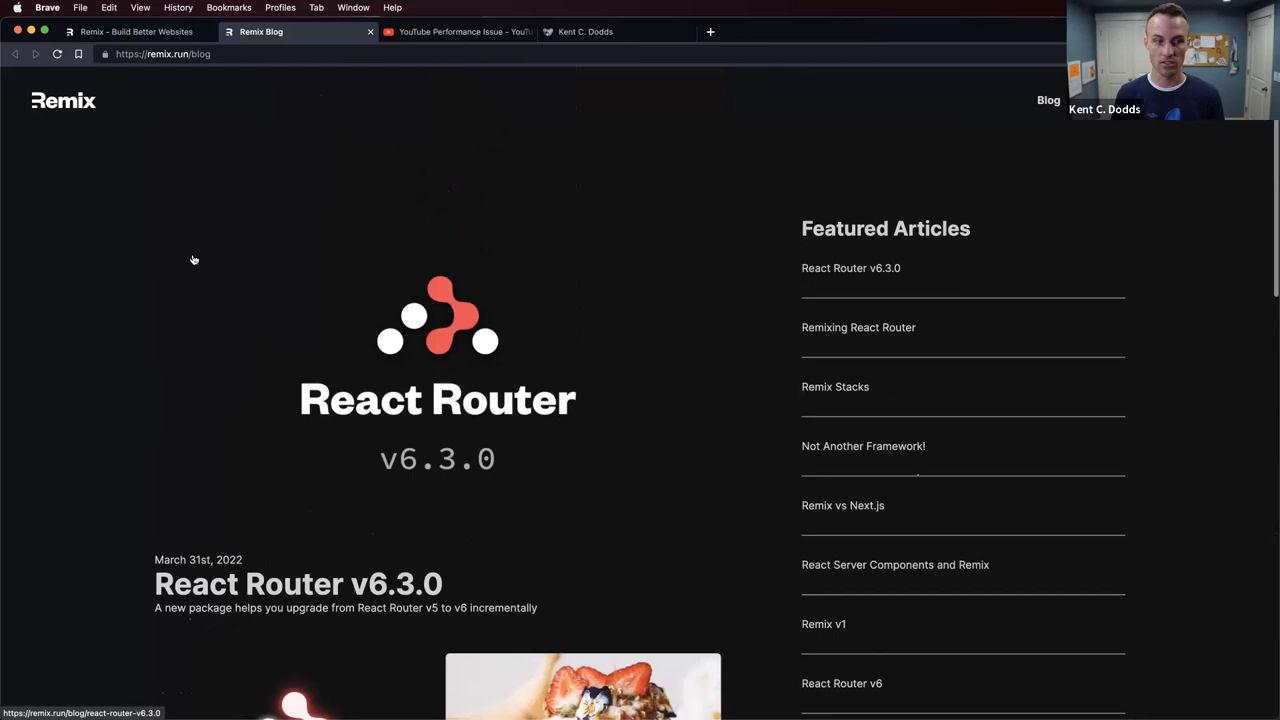 Brave File Edit View History Bookmarks Profiles Tab Window Help
Remix - Build Better Websites
Remix Blog
YouTube Performance Issue - YouTu
Kent C. Dodds
https://remix.run/blog
Remix
Blog
Kent C. Dodds
React Router
v6.3.0
March 31st, 2022
React Router v6.3.0
A new package helps you upgrade from React Router v5 to v6 incrementally
Featured Articles
React Router v6.3.0
Remixing React Router
Remix Stacks
Not Another Framework!
Remix vs Next.js
React Server Components and Remix
Remix v1
React Router v6
https://remix.run/blog/react-router-v6.3.0